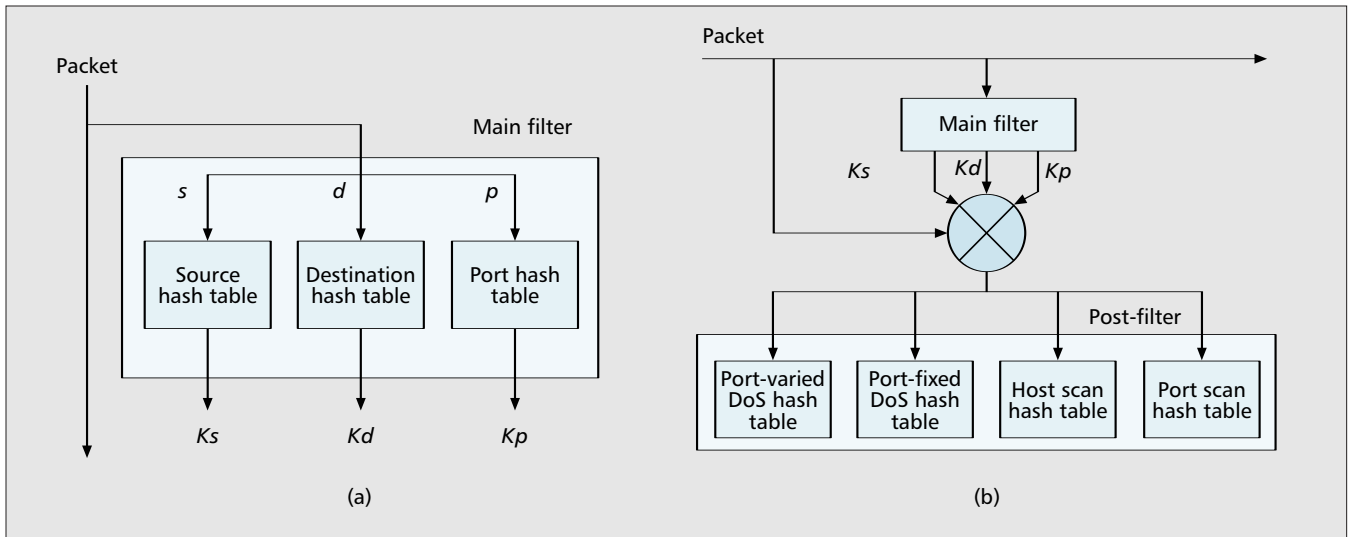 Packet
Main filter
s
d
p
Source
hash table
Destination
hash table
Port hash
table
Ks
Kd
Kp
(a)
Packet
Main filter
Ks
Kd
Kp
Post-filter
Port-varied
DoS hash
table
Port-fixed
DoS hash
table
Host scan
hash table
Port scan
hash table
(b)